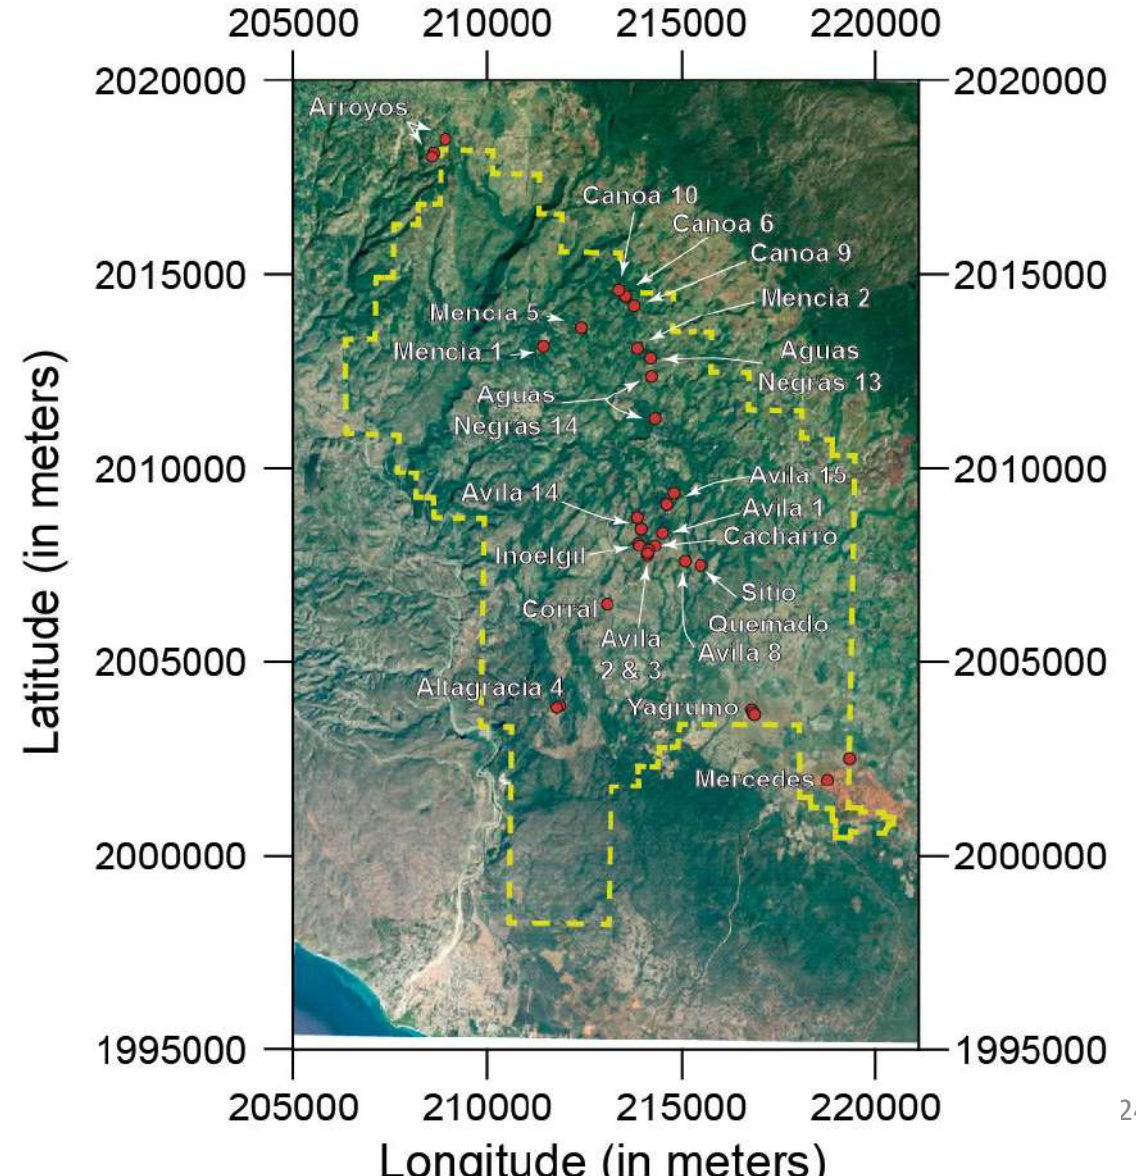 205000 210000 215000 220000
2020000 2020000
Arroyos
Canoa 10
Canoa 6
Canoa 9
2015000 2015000
Mencia 2
Mencia 5
Mencia 1
Aguas
Negras 13
Aguas
Negras 14
2010000 2010000
Avila 15
Avila 14
Avila 1
Cacharro
Inoelgil
Sitio
Quemado
Corral
Avila
2 & 3
Avila 8
2005000 2005000
Altagracia 4
Yagrumo
Mercedes
2000000 2000000
1995000 1995000
205000 210000 215000 220000
Latitude (in meters)
Longitude (in meters)